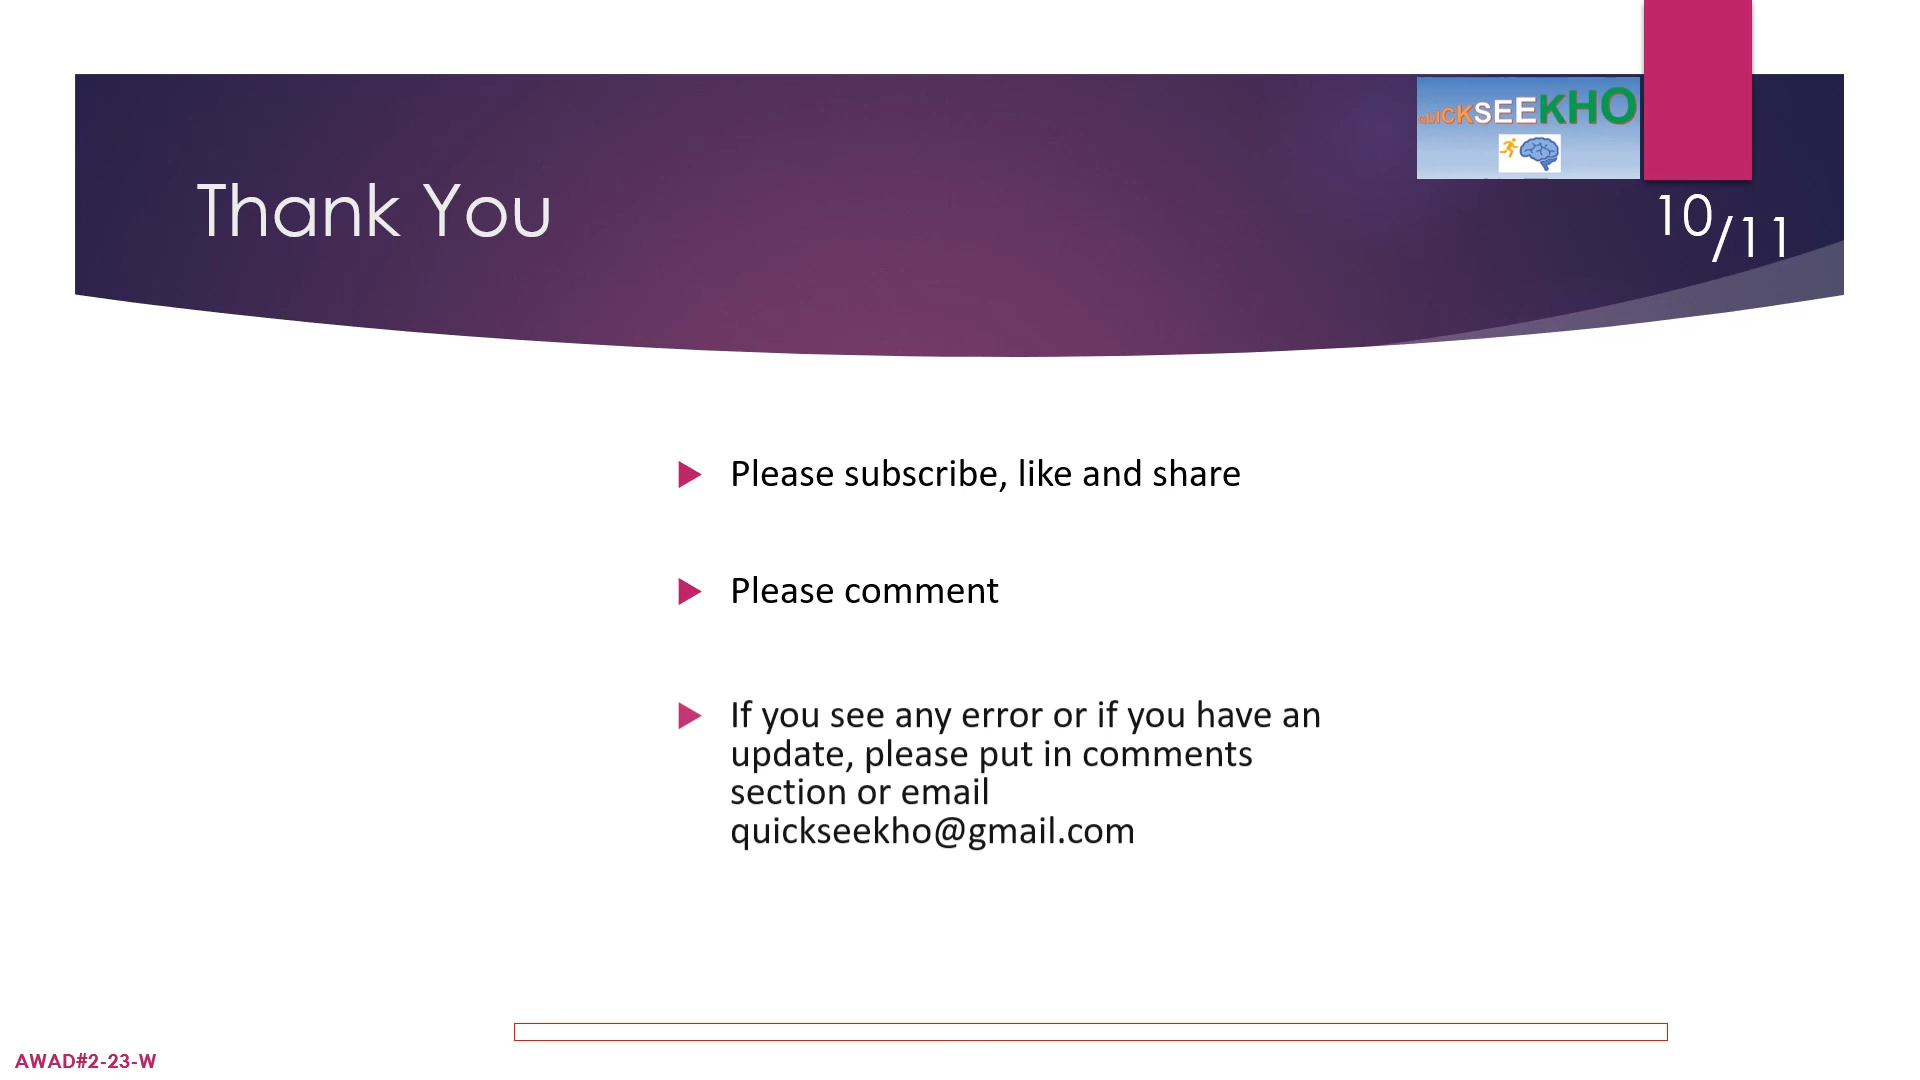 QUICKSEEKHO
Thank You
10/11
Please subscribe, like and share
Please comment
If you see any error or if you have an
update, please put in comments
section or email
quickseekho@gmail.com
AWAD#2-23-W